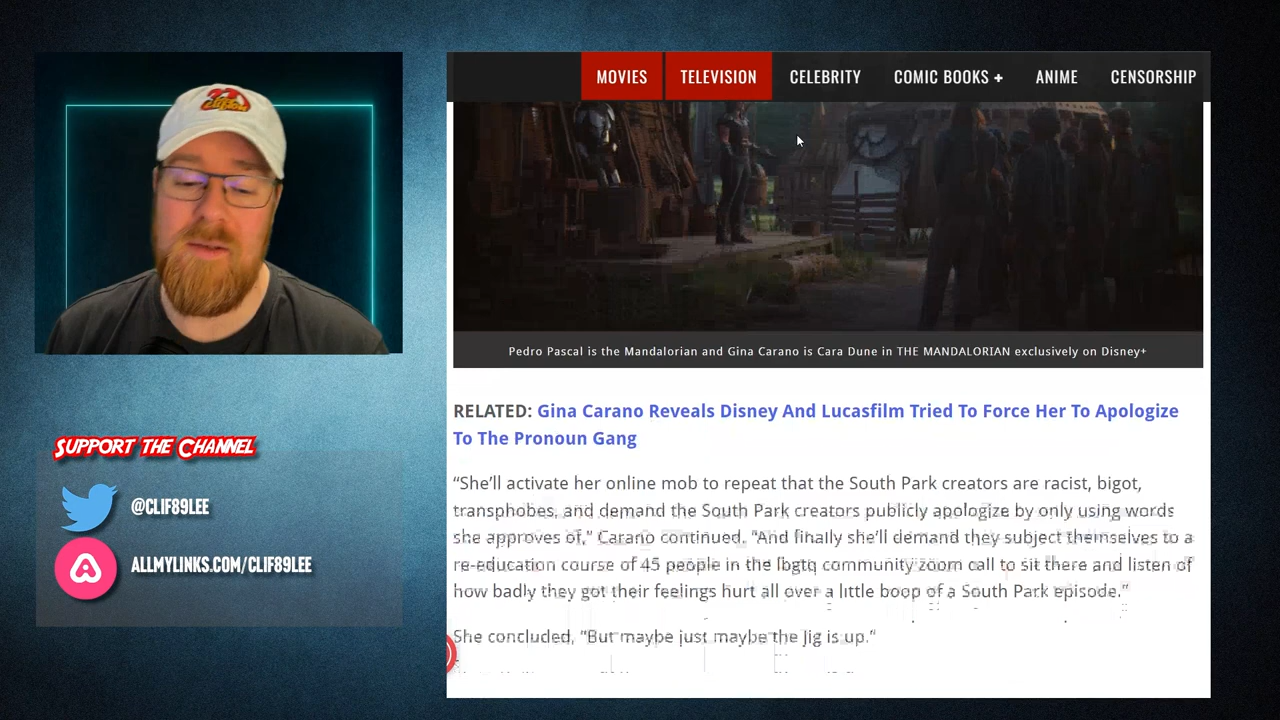 MOVIES TELEVISION CELEBRITY COMIC BOOKS + ANIME CENSORSHIP
Pedro Pascal is the Mandalorian and Gina Carano is Cara Dune in THE MANDALORIAN exclusively on Disney+
RELATED: Gina Carano Reveals Disney And Lucasfilm Tried To Force Her To Apologize
To The Pronoun Gang
“She’ll activate her online mob to repeat that the South Park creators are racist, bigot,
transphobes, and demand the South Park creators publicly apologize by only using words
she approves of,” Carano continued. “And finally she’ll demand they subject themselves to a
re-education course of 45 people in the lbgtq community zoom call to sit there and listen of
how badly they got their feelings hurt all over a little boop of a South Park episode.”
She concluded, “But maybe just maybe the jig is up.”
SUPPORT THE CHANNEL
@CLIF89LEE
ALLMYLINKS.COM/CLIF89LEE